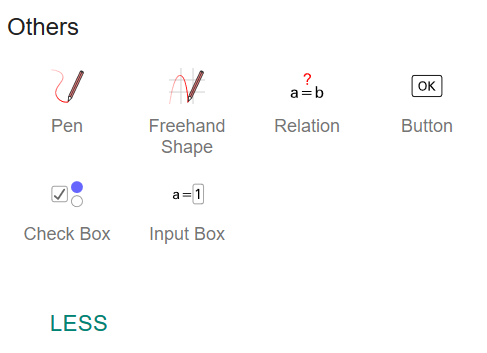 Others
?
a=b
OK
Pen
Freehand
Shape
Relation
Button
a=1
Check Box
Input Box
LESS